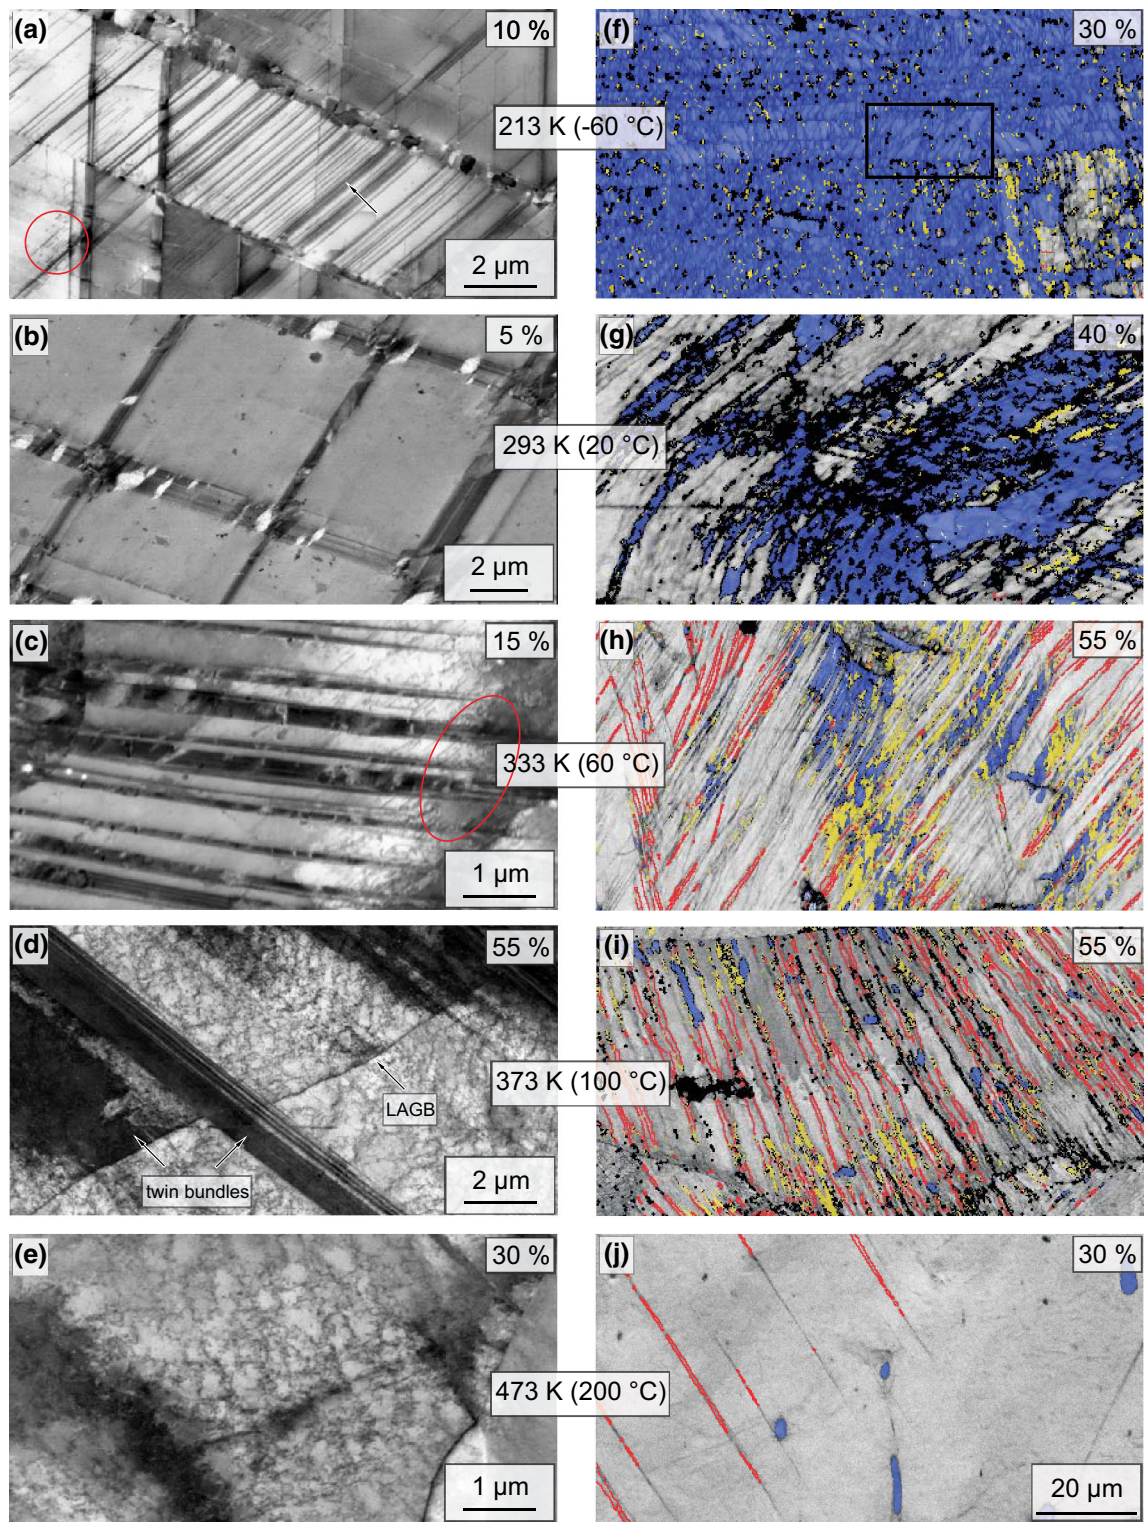 (a)
10 %
(f)
30 %
213 K (-60 °C)
2 µm
(b)
5 %
(g)
40 %
293 K (20 °C)
2 µm
(c)
15 %
(h)
55 %
333 K (60 °C)
1 µm
(d)
55 %
(i)
55 %
373 K (100 °C)
LAGB
twin bundles
2 µm
(e)
30 %
(j)
30 %
473 K (200 °C)
1 µm
20 µm